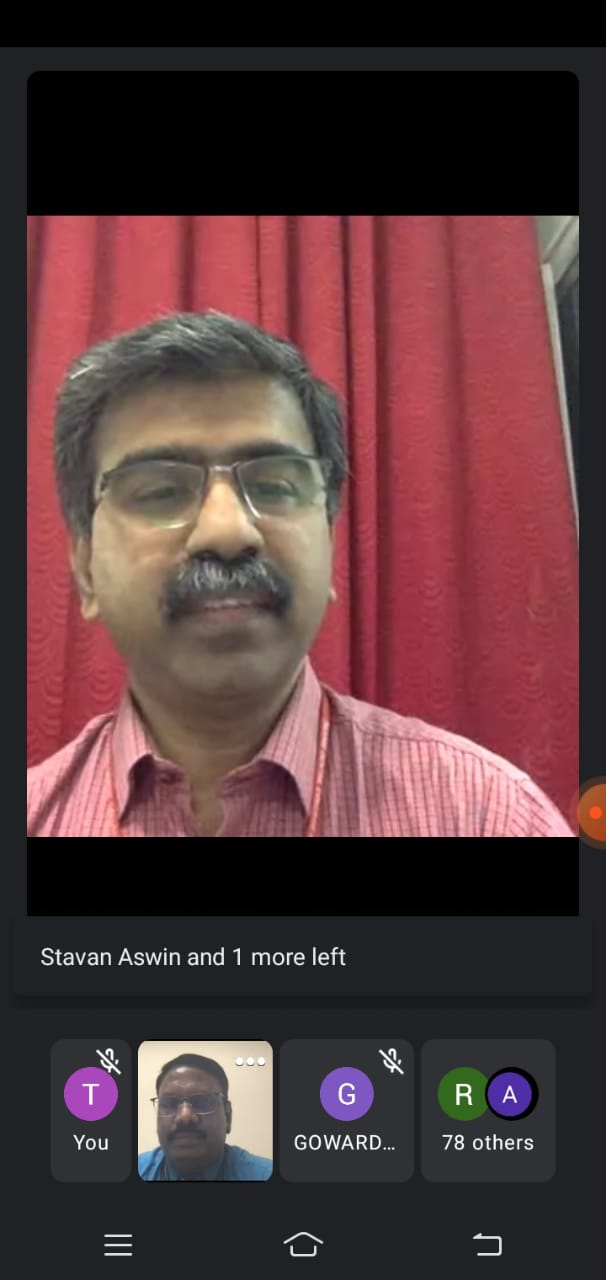 Stavan Aswin and 1 more left
T
You
G
GOWARD...
R A
78 others